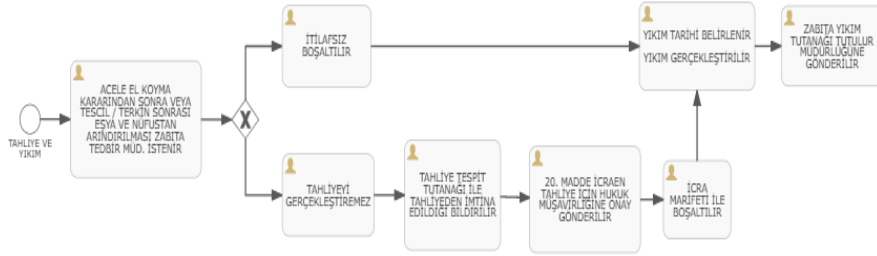 TAHLİYE VE
YIKIM
ACELE EL KOYMA
KARARINDAN SONRA VEYA
TESCİL / TERKİN SONRASI
EŞYA VE NÜFUSTAN
ARINDIRILMASI ZABITA
TEDBİR MÜD. İSTENİR
X
İTİLAFSIZ
BOŞALTILIR
YIKIM TARİHİ BELİRLENİR
YIKIM GERÇEKLEŞTİRİLİR
ZABITA YIKIM
TUTANAĞI TUTULUR
MÜDÜRLÜĞÜNE
GÖNDERİLİR
TAHLİYEYİ
GERÇEKLEŞTİREMEZ
TAHLİYE TESPİT
TUTANAĞI İLE
TAHLİYEDEN İMTİNA
EDİLDİĞİ BİLDİRİLİR
20. MADDE İCRAEN
TAHLİYE İÇİN HUKUK
MÜŞAVİRLİĞİNE ONAY
GÖNDERİLİR
İCRA
MARİFETİ İLE
BOŞALTILIR